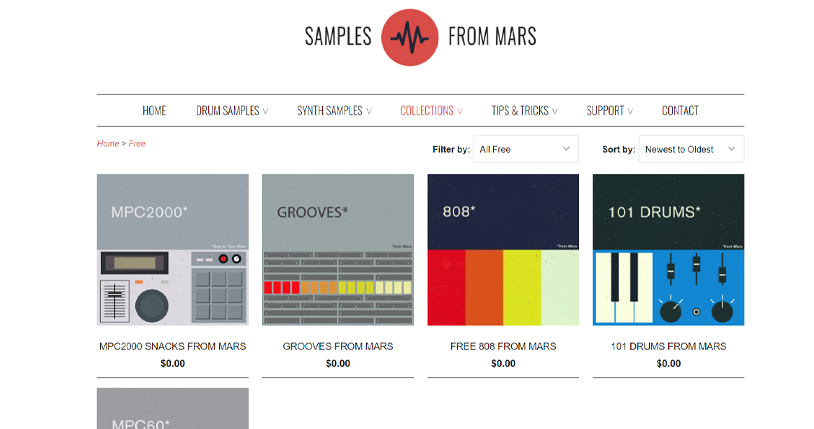 SAMPLES FROM MARS
HOME DRUM SAMPLES SYNTH SAMPLES COLLECTIONS TIPS & TRICKS SUPPORT CONTACT
Home > Free
Filter by: All Free Sort by: Newest to Oldest
MPC2000* GROOVES* 808* 101 DRUMS*
*from Mars *from Mars *from Mars
MPC2000 SNACKS FROM MARS GROOVES FROM MARS FREE 808 FROM MARS 101 DRUMS FROM MARS
$0.00 $0.00 $0.00 $0.00
MPC60*